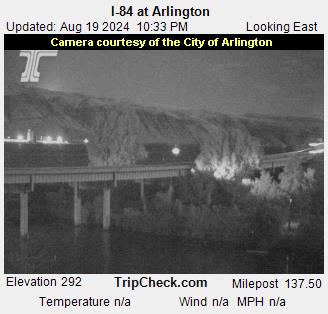 I-84 at Arlington
Updated: Aug 19 2024 10:33 PM Looking East
Camera courtesy of the City of Arlington
Elevation 292 TripCheck.com Milepost 137.50
Temperature n/a Wind n/a MPH n/a